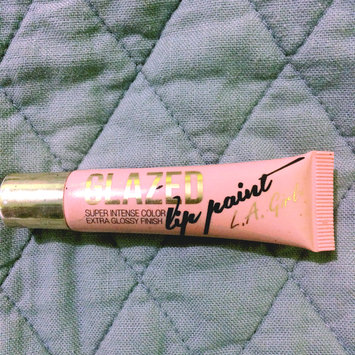 GLAZED
SUPER INTENSE COLOR
EXTRA GLOSSY FINISH
lip paint
L.A. Girl